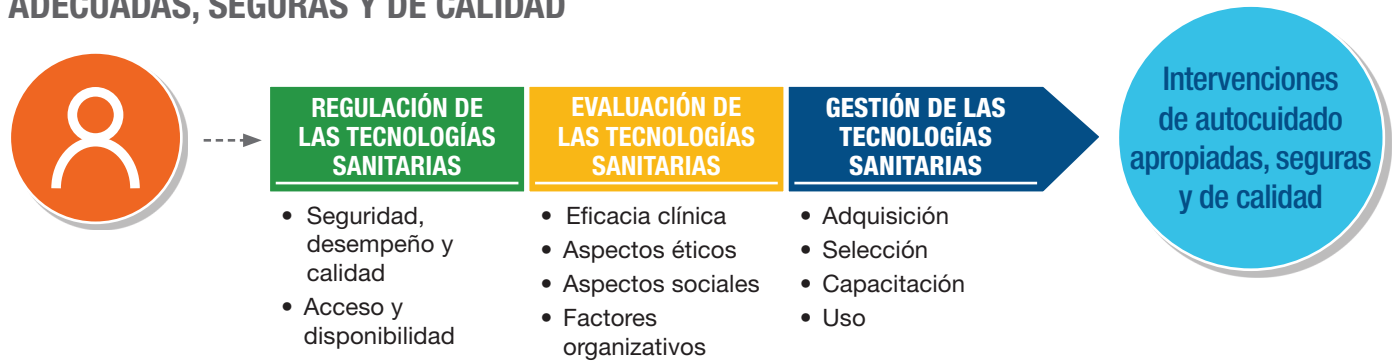 ADECUADAS, SEGURAS Y DE CALIDAD
REGULACIÓN DE
LAS TECNOLOGÍAS
SANITARIAS
• Seguridad,
desempeño y
calidad
• Acceso y
disponibilidad
EVALUACIÓN DE
LAS TECNOLOGÍAS
SANITARIAS
• Eficacia clínica
• Aspectos éticos
• Aspectos sociales
• Factores
organizativos
GESTIÓN DE LAS
TECNOLOGÍAS
SANITARIAS
• Adquisición
• Selección
• Capacitación
• Uso
Intervenciones
de autocuidado
apropiadas, seguras
y de calidad